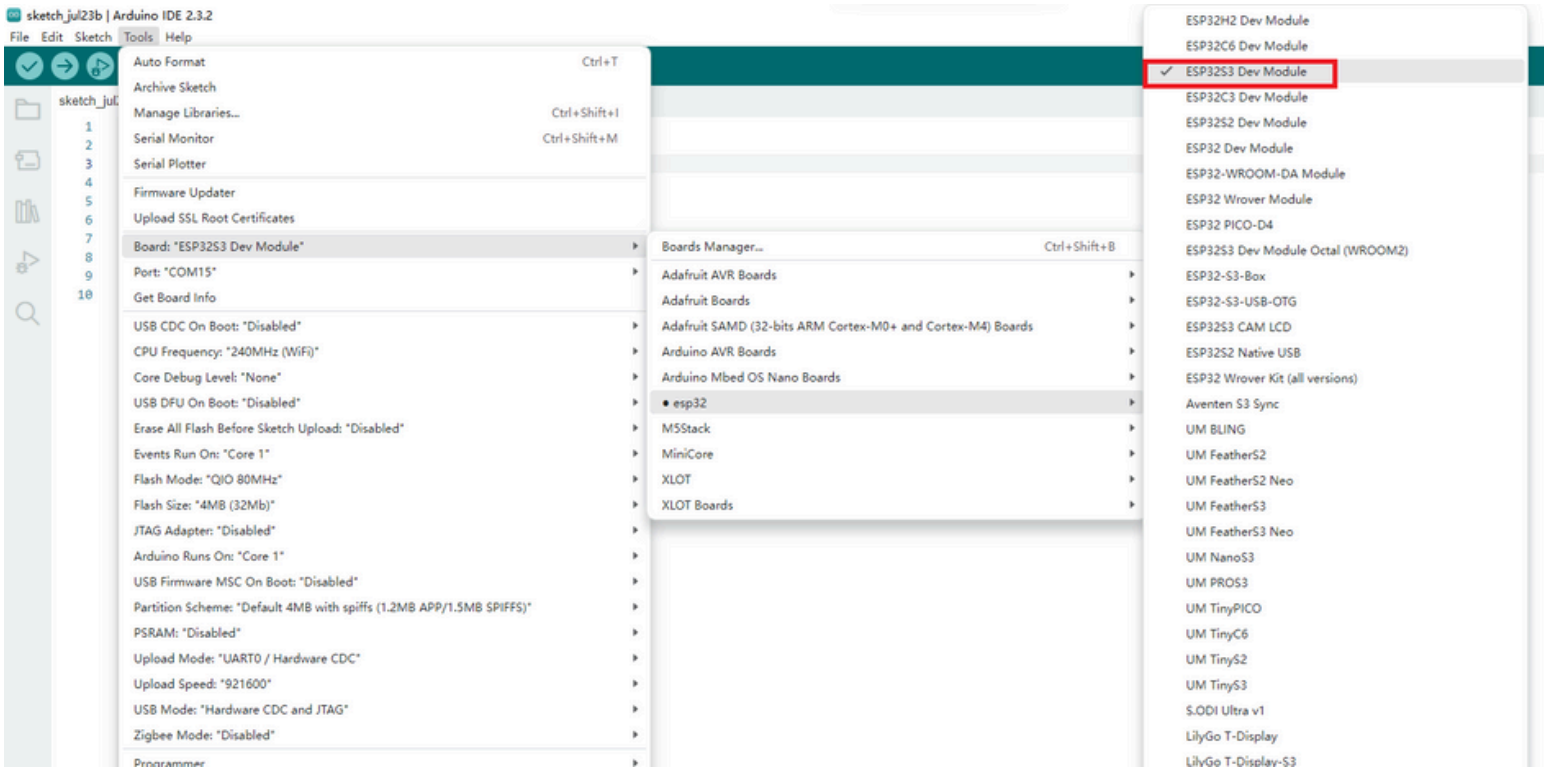 sketch_jul23b | Arduino IDE 2.3.2
File Edit Sketch Tools Help
sketch_jul
1
2
3
4
5
6
7
8
9
10
Auto Format Ctrl+T
Archive Sketch
Manage Libraries... Ctrl+Shift+I
Serial Monitor Ctrl+Shift+M
Serial Plotter
Firmware Updater
Upload SSL Root Certificates
Board: "ESP32S3 Dev Module"
Port: "COM15"
Get Board Info
USB CDC On Boot: "Disabled"
CPU Frequency: "240MHz (WiFi)"
Core Debug Level: "None"
USB DFU On Boot: "Disabled"
Erase All Flash Before Sketch Upload: "Disabled"
Events Run On: "Core 1"
Flash Mode: "QIO 80MHz"
Flash Size: "4MB (32Mb)"
JTAG Adapter: "Disabled"
Arduino Runs On: "Core 1"
USB Firmware MSC On Boot: "Disabled"
Partition Scheme: "Default 4MB with spiffs (1.2MB APP/1.5MB SPIFFS)"
PSRAM: "Disabled"
Upload Mode: "UART0 / Hardware CDC"
Upload Speed: "921600"
USB Mode: "Hardware CDC and JTAG"
Zigbee Mode: "Disabled"
Programmer
Boards Manager... Ctrl+Shift+B
Adafruit AVR Boards
Adafruit Boards
Adafruit SAMD (32-bits ARM Cortex-M0+ and Cortex-M4) Boards
Arduino AVR Boards
Arduino Mbed OS Nano Boards
esp32
M5Stack
MiniCore
XLOT
XLOT Boards
ESP32H2 Dev Module
ESP32C6 Dev Module
ESP32S3 Dev Module
ESP32C3 Dev Module
ESP32S2 Dev Module
ESP32 Dev Module
ESP32-WROOM-DA Module
ESP32 Wrover Module
ESP32 PICO-D4
ESP32S3 Dev Module Octal (WROOM2)
ESP32-S3-Box
ESP32-S3-USB-OTG
ESP32S3 CAM LCD
ESP32S2 Native USB
ESP32 Wrover Kit (all versions)
Aventen S3 Sync
UM BLING
UM FeatherS2
UM FeatherS2 Neo
UM FeatherS3
UM FeatherS3 Neo
UM NanoS3
UM PROS3
UM TinyPICO
UM TinyC6
UM TinyS2
UM TinyS3
S.ODI Ultra v1
LilyGo T-Display
LilyGo T-Display-S3